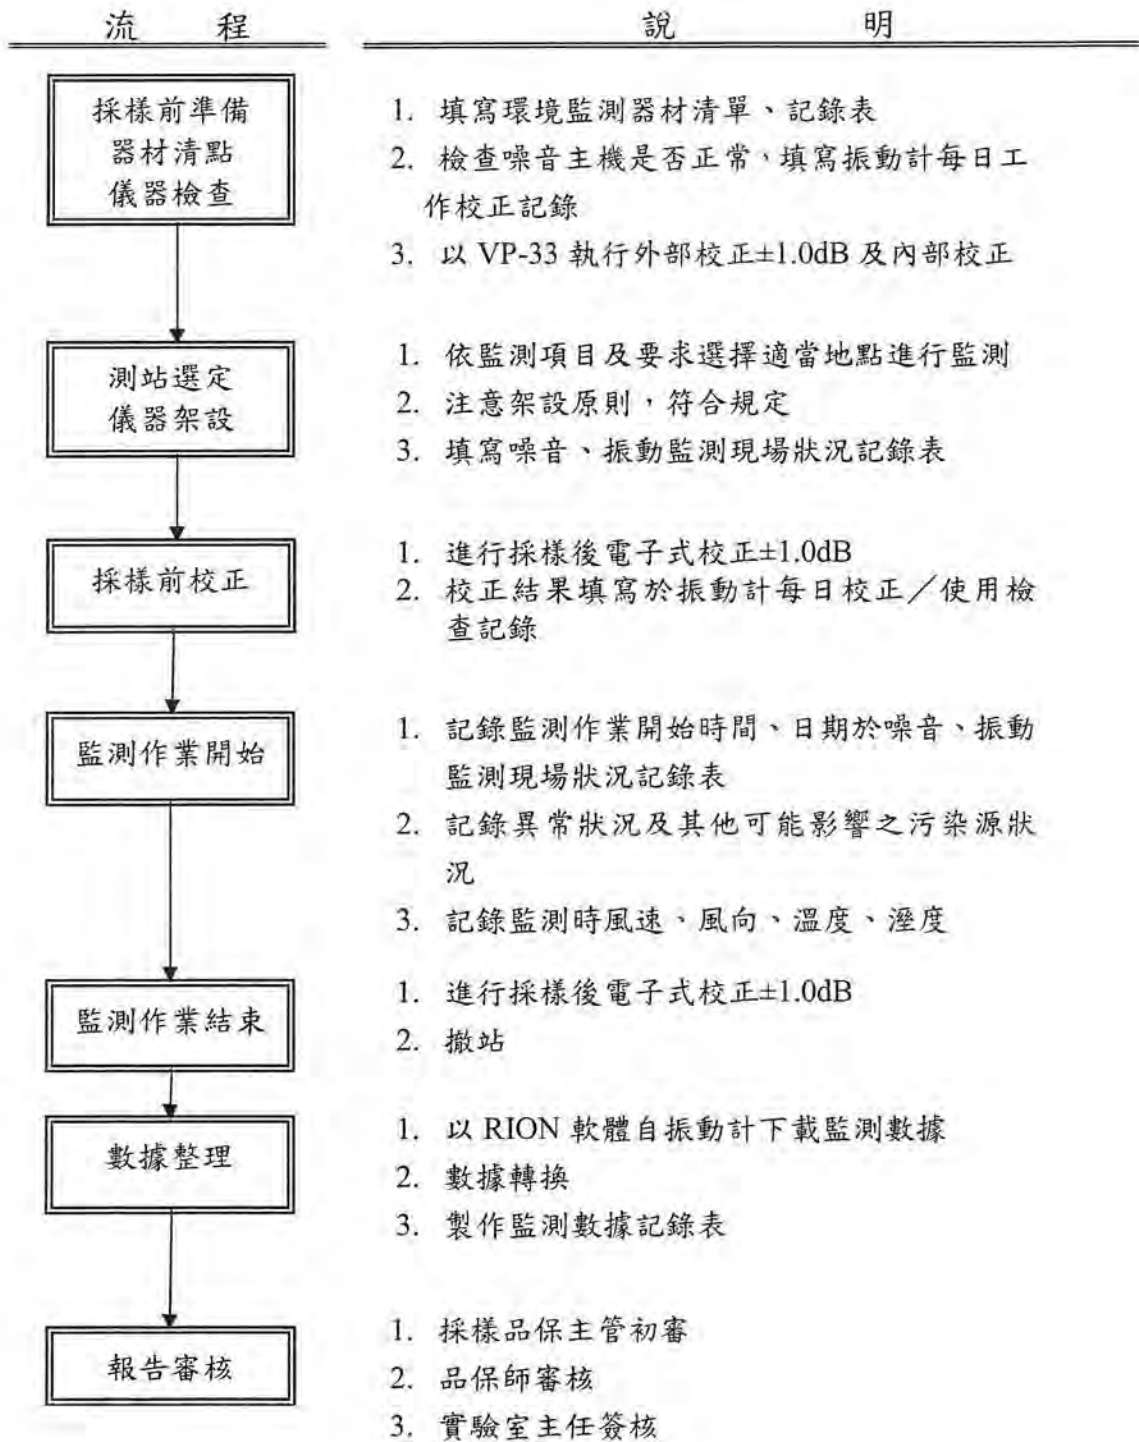 流 程
說 明
採樣前準備
器材清點
儀器檢查
1. 填寫環境監測器材清單、記錄表
2. 檢查噪音主機是否正常，填寫振動計每日工
作校正記錄
3. 以 VP-33 執行外部校正±1.0dB 及內部校正
測站選定
儀器架設
1. 依監測項目及要求選擇適當地點進行監測
2. 注意架設原則，符合規定
3. 填寫噪音、振動監測現場狀況記錄表
採樣前校正
1. 進行採樣後電子式校正±1.0dB
2. 校正結果填寫於振動計每日校正／使用檢
查記錄
監測作業開始
1. 記錄監測作業開始時間、日期於噪音、振動
監測現場狀況記錄表
2. 記錄異常狀況及其他可能影響之污染源狀
況
3. 記錄監測時風速、風向、溫度、溼度
監測作業結束
1. 進行採樣後電子式校正±1.0dB
2. 撤站
數據整理
1. 以 RION 軟體自振動計下載監測數據
2. 數據轉換
3. 製作監測數據記錄表
報告審核
1. 採樣品保主管初審
2. 品保師審核
3. 實驗室主任簽核